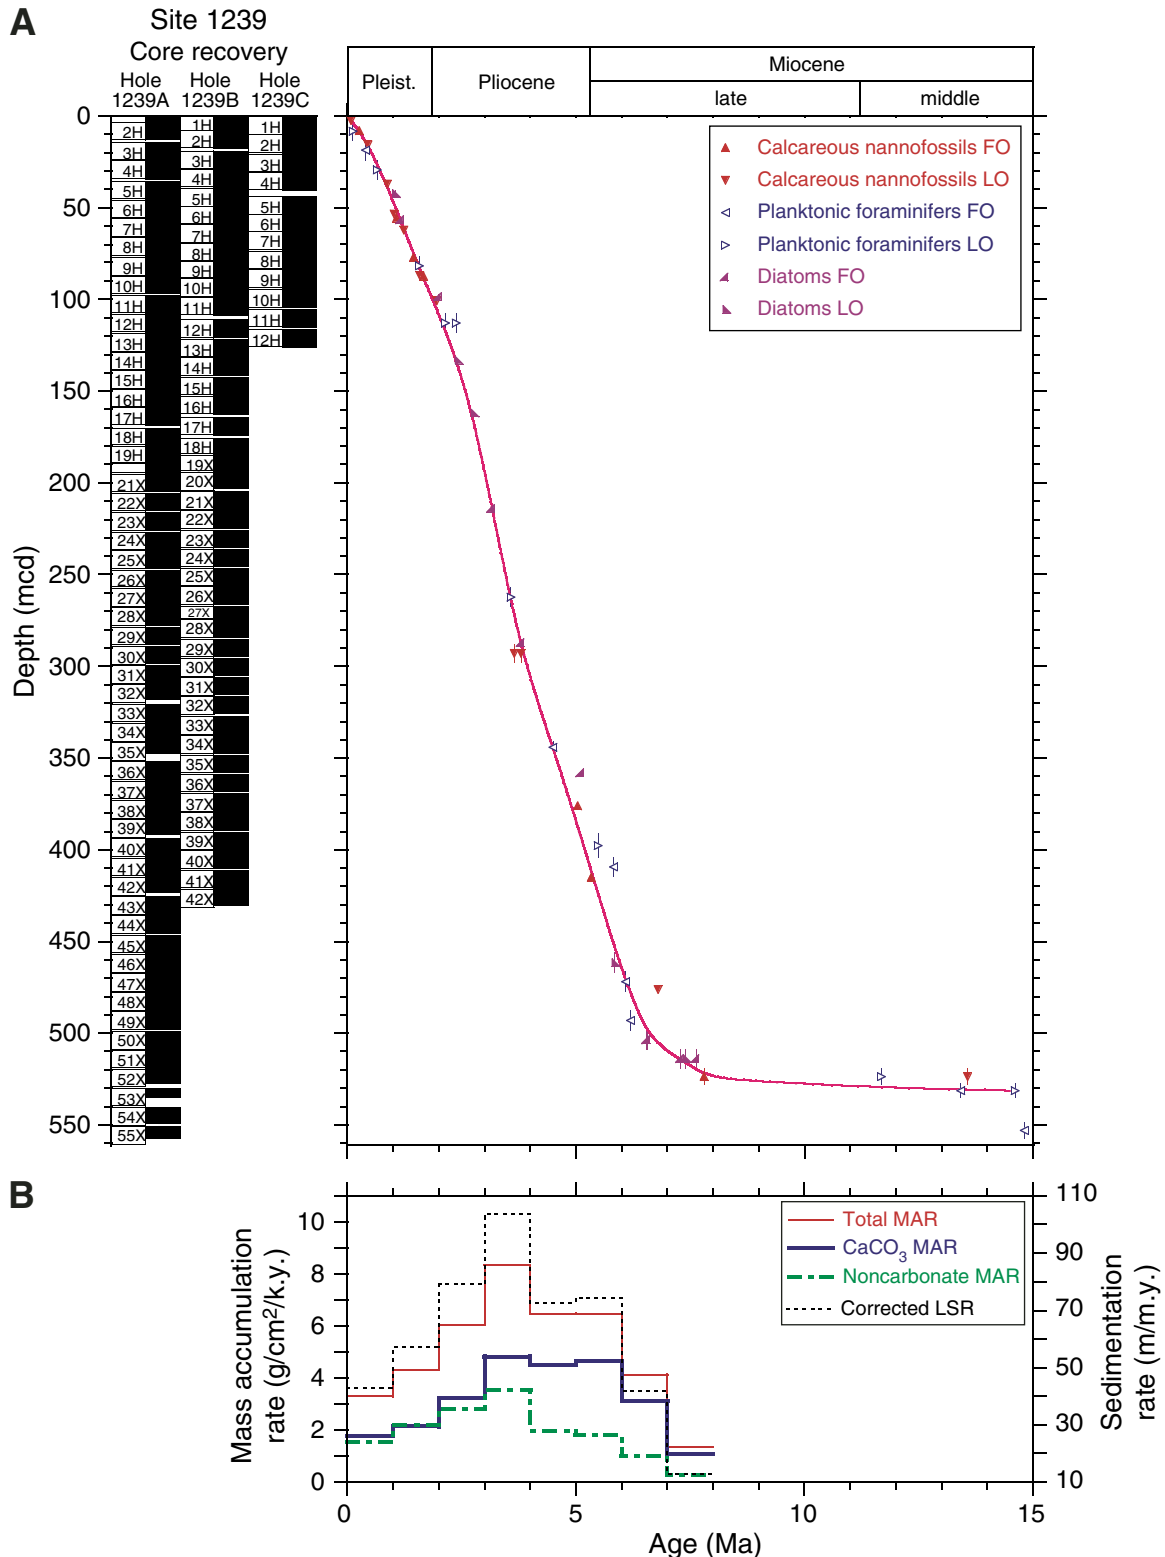 A
Site 1239
Core recovery
Hole 1239A
Hole 1239B
Hole 1239C
Pleist.
Pliocene
Miocene
late
middle
Depth (mcd)
0
50
100
150
200
250
300
350
400
450
500
550
2H
3H
4H
5H
6H
7H
8H
9H
10H
11H
12H
13H
14H
15H
16H
17H
18H
19H
21X
22X
23X
24X
25X
26X
27X
28X
29X
30X
31X
32X
33X
34X
35X
36X
37X
38X
39X
40X
41X
42X
43X
44X
45X
46X
47X
48X
49X
50X
51X
52X
53X
54X
55X
1H
2H
3H
4H
5H
6H
7H
8H
9H
10H
11H
12H
13H
14H
15H
16H
17H
18H
19X
20X
21X
22X
23X
24X
25X
26X
27X
28X
29X
30X
31X
32X
33X
34X
35X
36X
37X
38X
39X
40X
41X
42X
1H
2H
3H
4H
5H
6H
7H
8H
9H
10H
11H
12H
Calcareous nannofossils FO
Calcareous nannofossils LO
Planktonic foraminifers FO
Planktonic foraminifers LO
Diatoms FO
Diatoms LO
B
Mass accumulation
rate (g/cm²/k.y.)
10
8
6
4
2
0
Total MAR
CaCO₃ MAR
Noncarbonate MAR
Corrected LSR
110
90
70
50
30
10
Sedimentation
rate (m/m.y.)
0
5
10
15
Age (Ma)